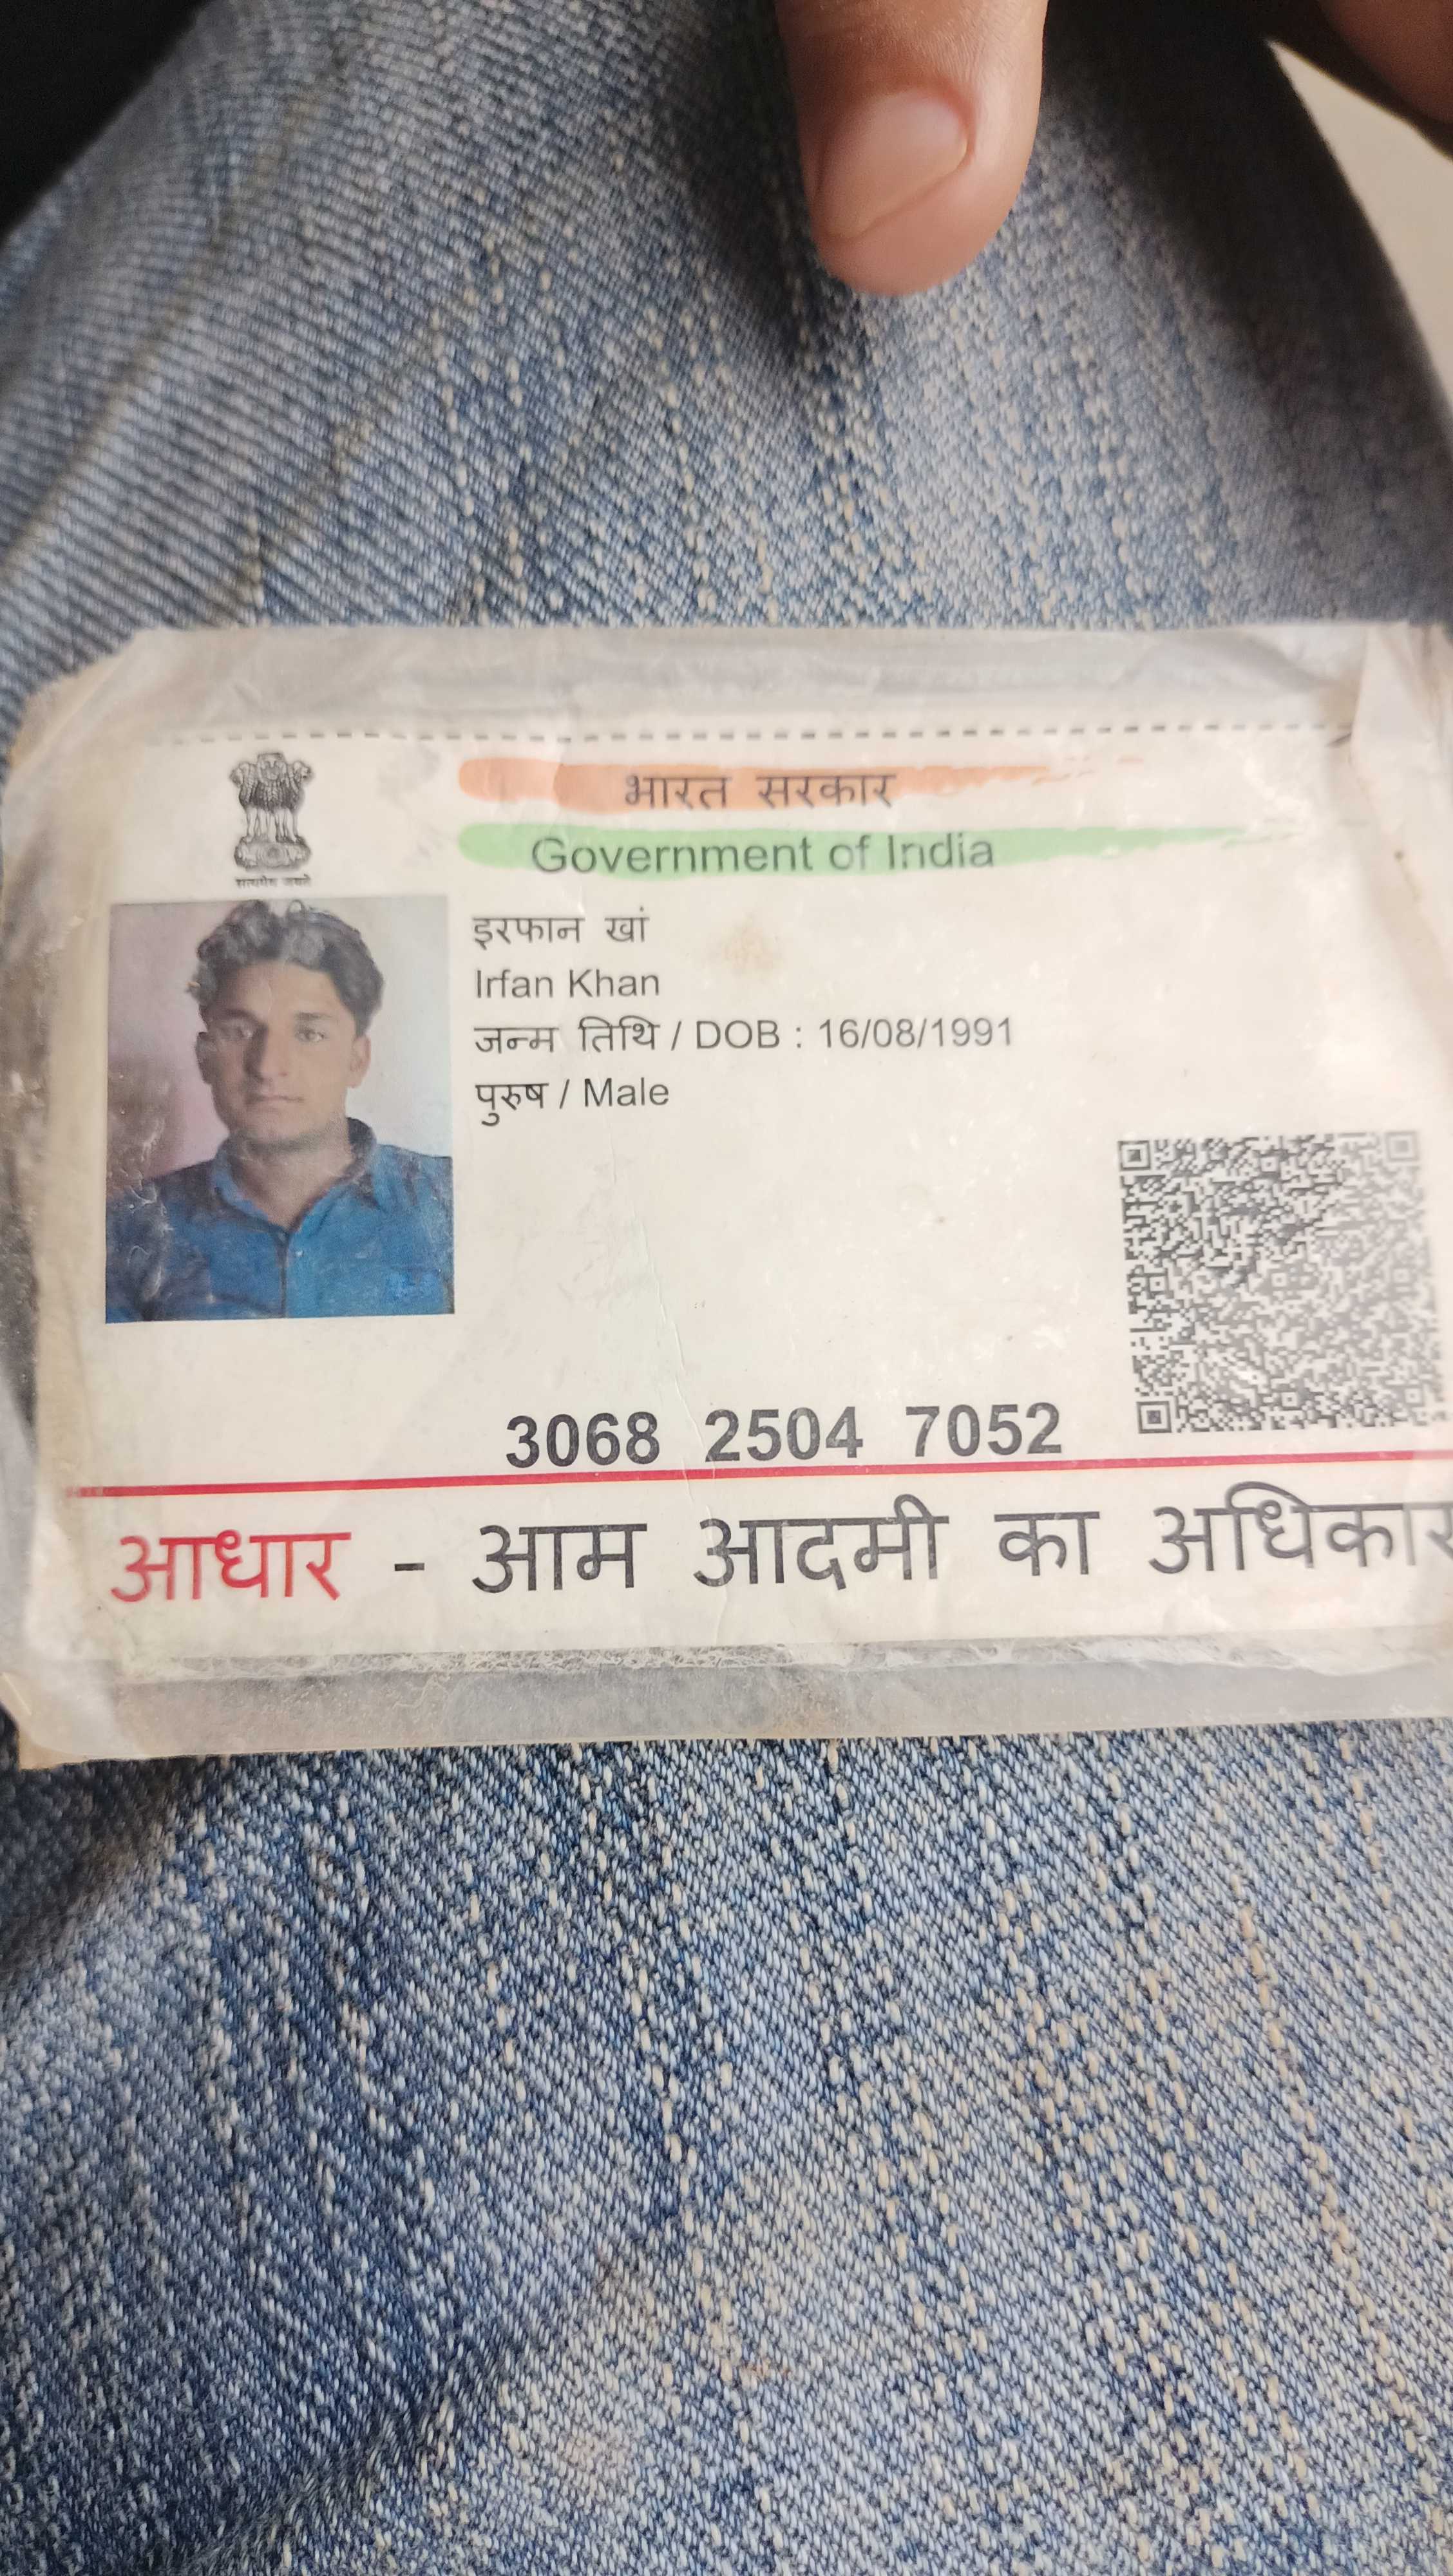 सत्यमेव जयते
भारत सरकार
Government of India
इरफान खां
Irfan Khan
जन्म तिथि / DOB : 16/08/1991
पुरुष / Male
3068 2504 7052
आधार - आम आदमी का अधिकार